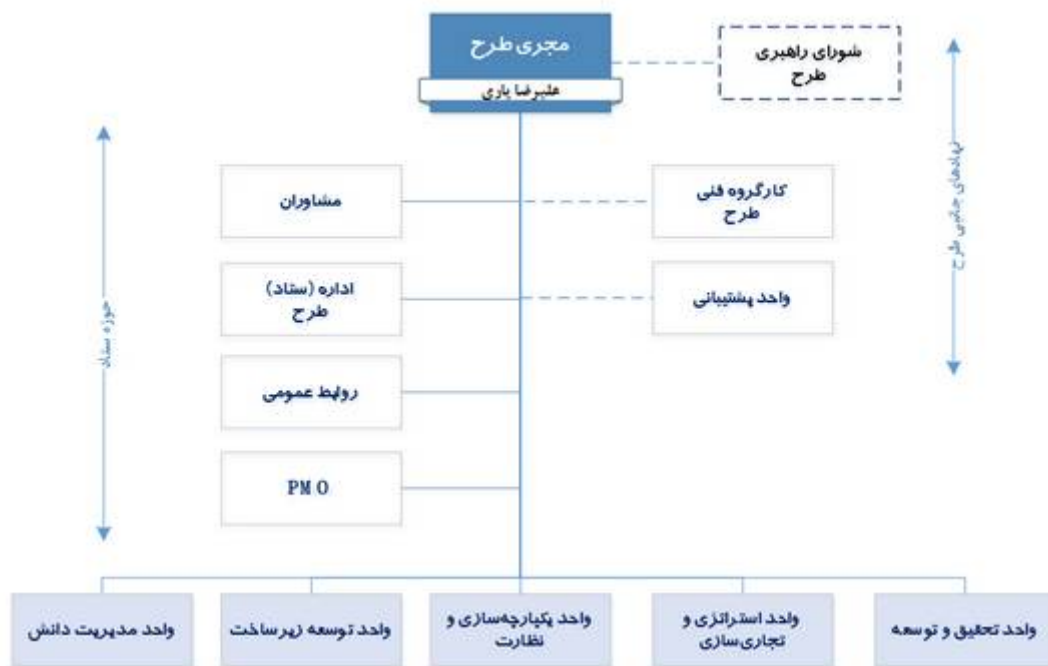 مجری طرح
علیرضا یاری
شورای راهبری
طرح
نهادهای جانبی طرح
حوزه ستاد
کارگروه فنی
طرح
مشاوران
واحد پشتیبانی
اداره (ستاد)
طرح
روابط عمومی
PMO
واحد تحقیق و توسعه
واحد استراتژی و
تجاری‌سازی
واحد یکپارچه‌سازی و
نظارت
واحد توسعه زیرساخت
واحد مدیریت دانش